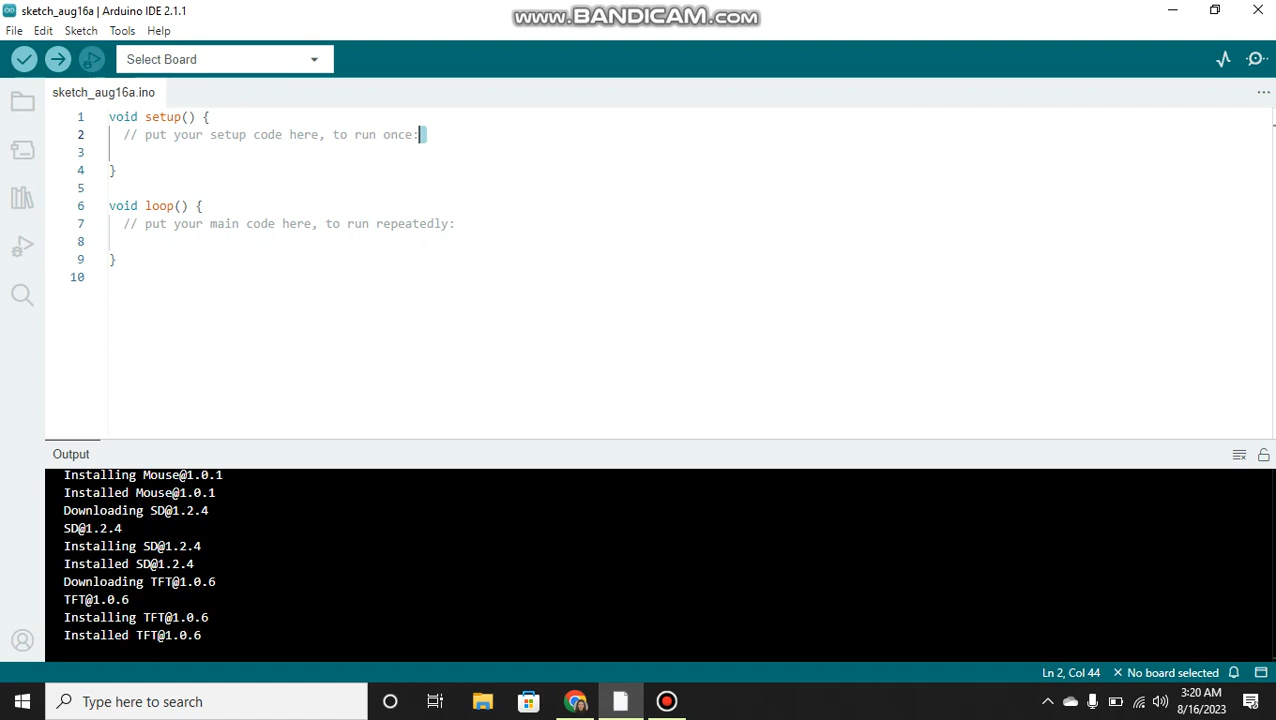 sketch_aug16a | Arduino IDE 2.1.1
www.BANDICAM.com
File Edit Sketch Tools Help
Select Board
sketch_aug16a.ino
1 void setup() {
2 // put your setup code here, to run once:
3
4 }
5
6 void loop() {
7 // put your main code here, to run repeatedly:
8
9 }
10
Output
Installing Mouse@1.0.1
Installed Mouse@1.0.1
Downloading SD@1.2.4
SD@1.2.4
Installing SD@1.2.4
Installed SD@1.2.4
Downloading TFT@1.0.6
TFT@1.0.6
Installing TFT@1.0.6
Installed TFT@1.0.6
Ln 2, Col 44 × No board selected
Type here to search
3:20 AM
8/16/2023